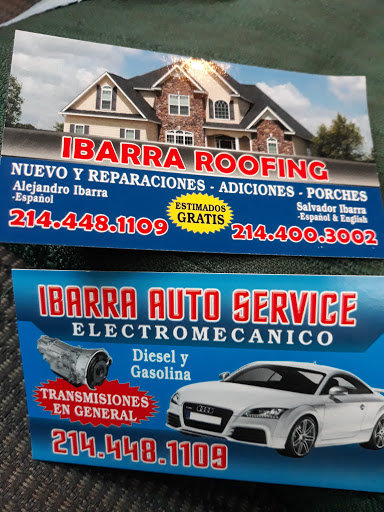 IBARRA ROOFING
NUEVO Y REPARACIONES - ADICIONES - PORCHES
Alejandro Ibarra
-Español
ESTIMADOS
GRATIS
Salvador Ibarra
-Español & English
214.448.1109
214.400.3002
IBARRA AUTO SERVICE
ELECTROMECANICO
Diesel y
Gasolina
TRANSMISIONES
EN GENERAL
214.448.1109